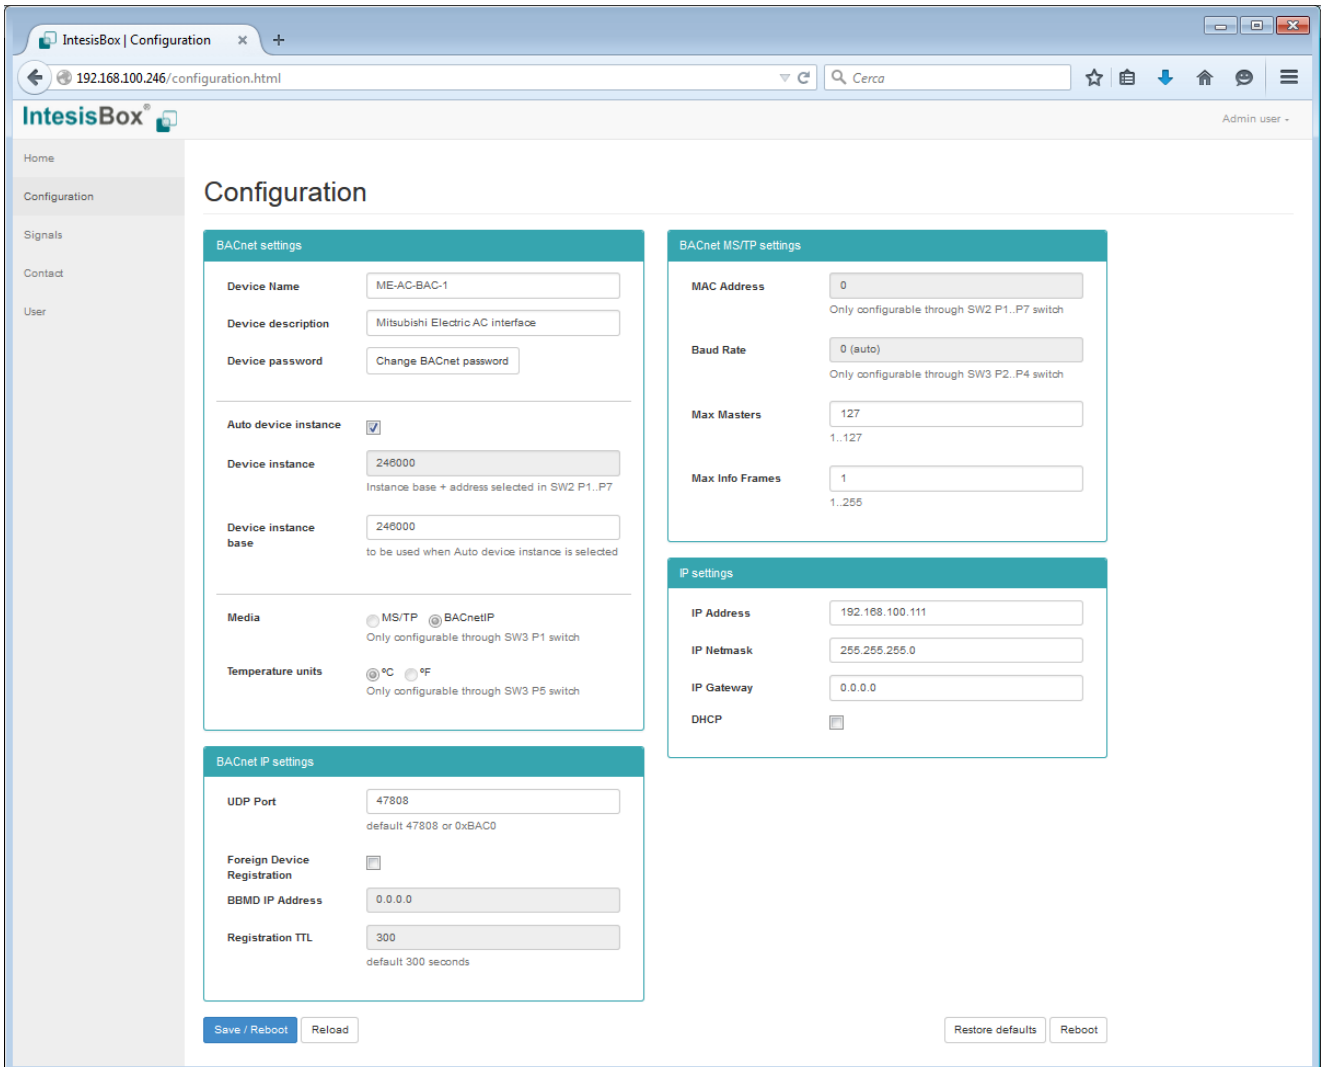 IntesisBox | Configuration
192.168.100.246/configuration.html
Cerca
IntesisBox®
Admin user
Home
Configuration
Signals
Contact
User
Configuration
BACnet settings
Device Name
ME-AC-BAC-1
Device description
Mitsubishi Electric AC interface
Device password
Change BACnet password
Auto device instance
Device instance
246000
Instance base + address selected in SW2 P1..P7
Device instance
base
246000
to be used when Auto device instance is selected
Media
MS/TP BACnetIP
Only configurable through SW3 P1 switch
Temperature units
ºC ºF
Only configurable through SW3 P5 switch
BACnet IP settings
UDP Port
47808
default 47808 or 0xBAC0
Foreign Device
Registration
BBMD IP Address
0.0.0.0
Registration TTL
300
default 300 seconds
BACnet MS/TP settings
MAC Address
0
Only configurable through SW2 P1..P7 switch
Baud Rate
0 (auto)
Only configurable through SW3 P2..P4 switch
Max Masters
127
1..127
Max Info Frames
1
1..255
IP settings
IP Address
192.168.100.111
IP Netmask
255.255.255.0
IP Gateway
0.0.0.0
DHCP
Save / Reboot Reload
Restore defaults Reboot